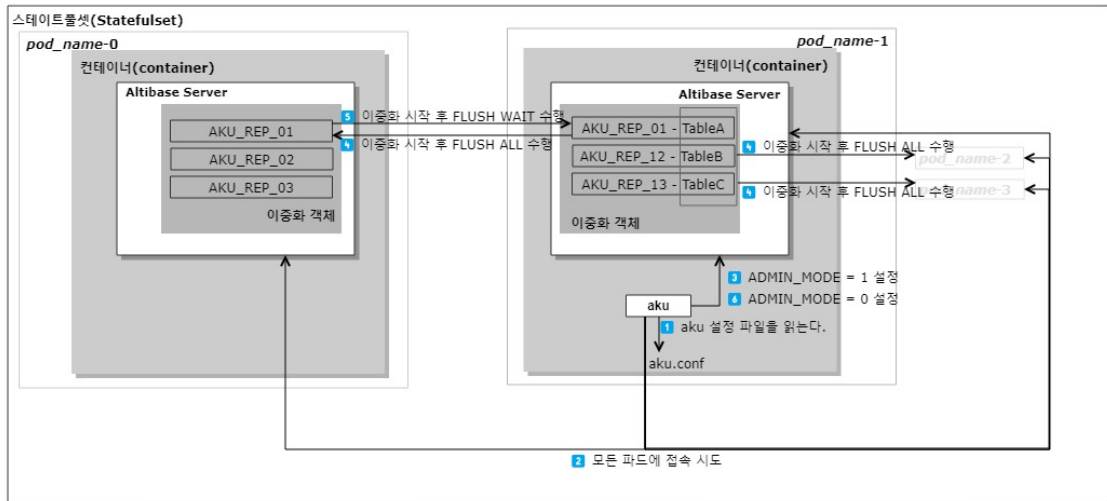 스테이트풀셋(Statefulset)
pod_name-0
컨테이너(container)
Altibase Server
AKU_REP_01
AKU_REP_02
AKU_REP_03
이중화 객체
pod_name-1
컨테이너(container)
Altibase Server
AKU_REP_01 - TableA
AKU_REP_12 - TableB
AKU_REP_13 - TableC
이중화 객체
5 이중화 시작 후 FLUSH WAIT 수행
4 이중화 시작 후 FLUSH ALL 수행
4 이중화 시작 후 FLUSH ALL 수행
pod_name-2
4 이중화 시작 후 FLUSH ALL 수행
pod_name-3
3 ADMIN_MODE = 1 설정
6 ADMIN_MODE = 0 설정
aku
1 aku 설정 파일을 읽는다.
aku.conf
2 모든 파드에 접속 시도